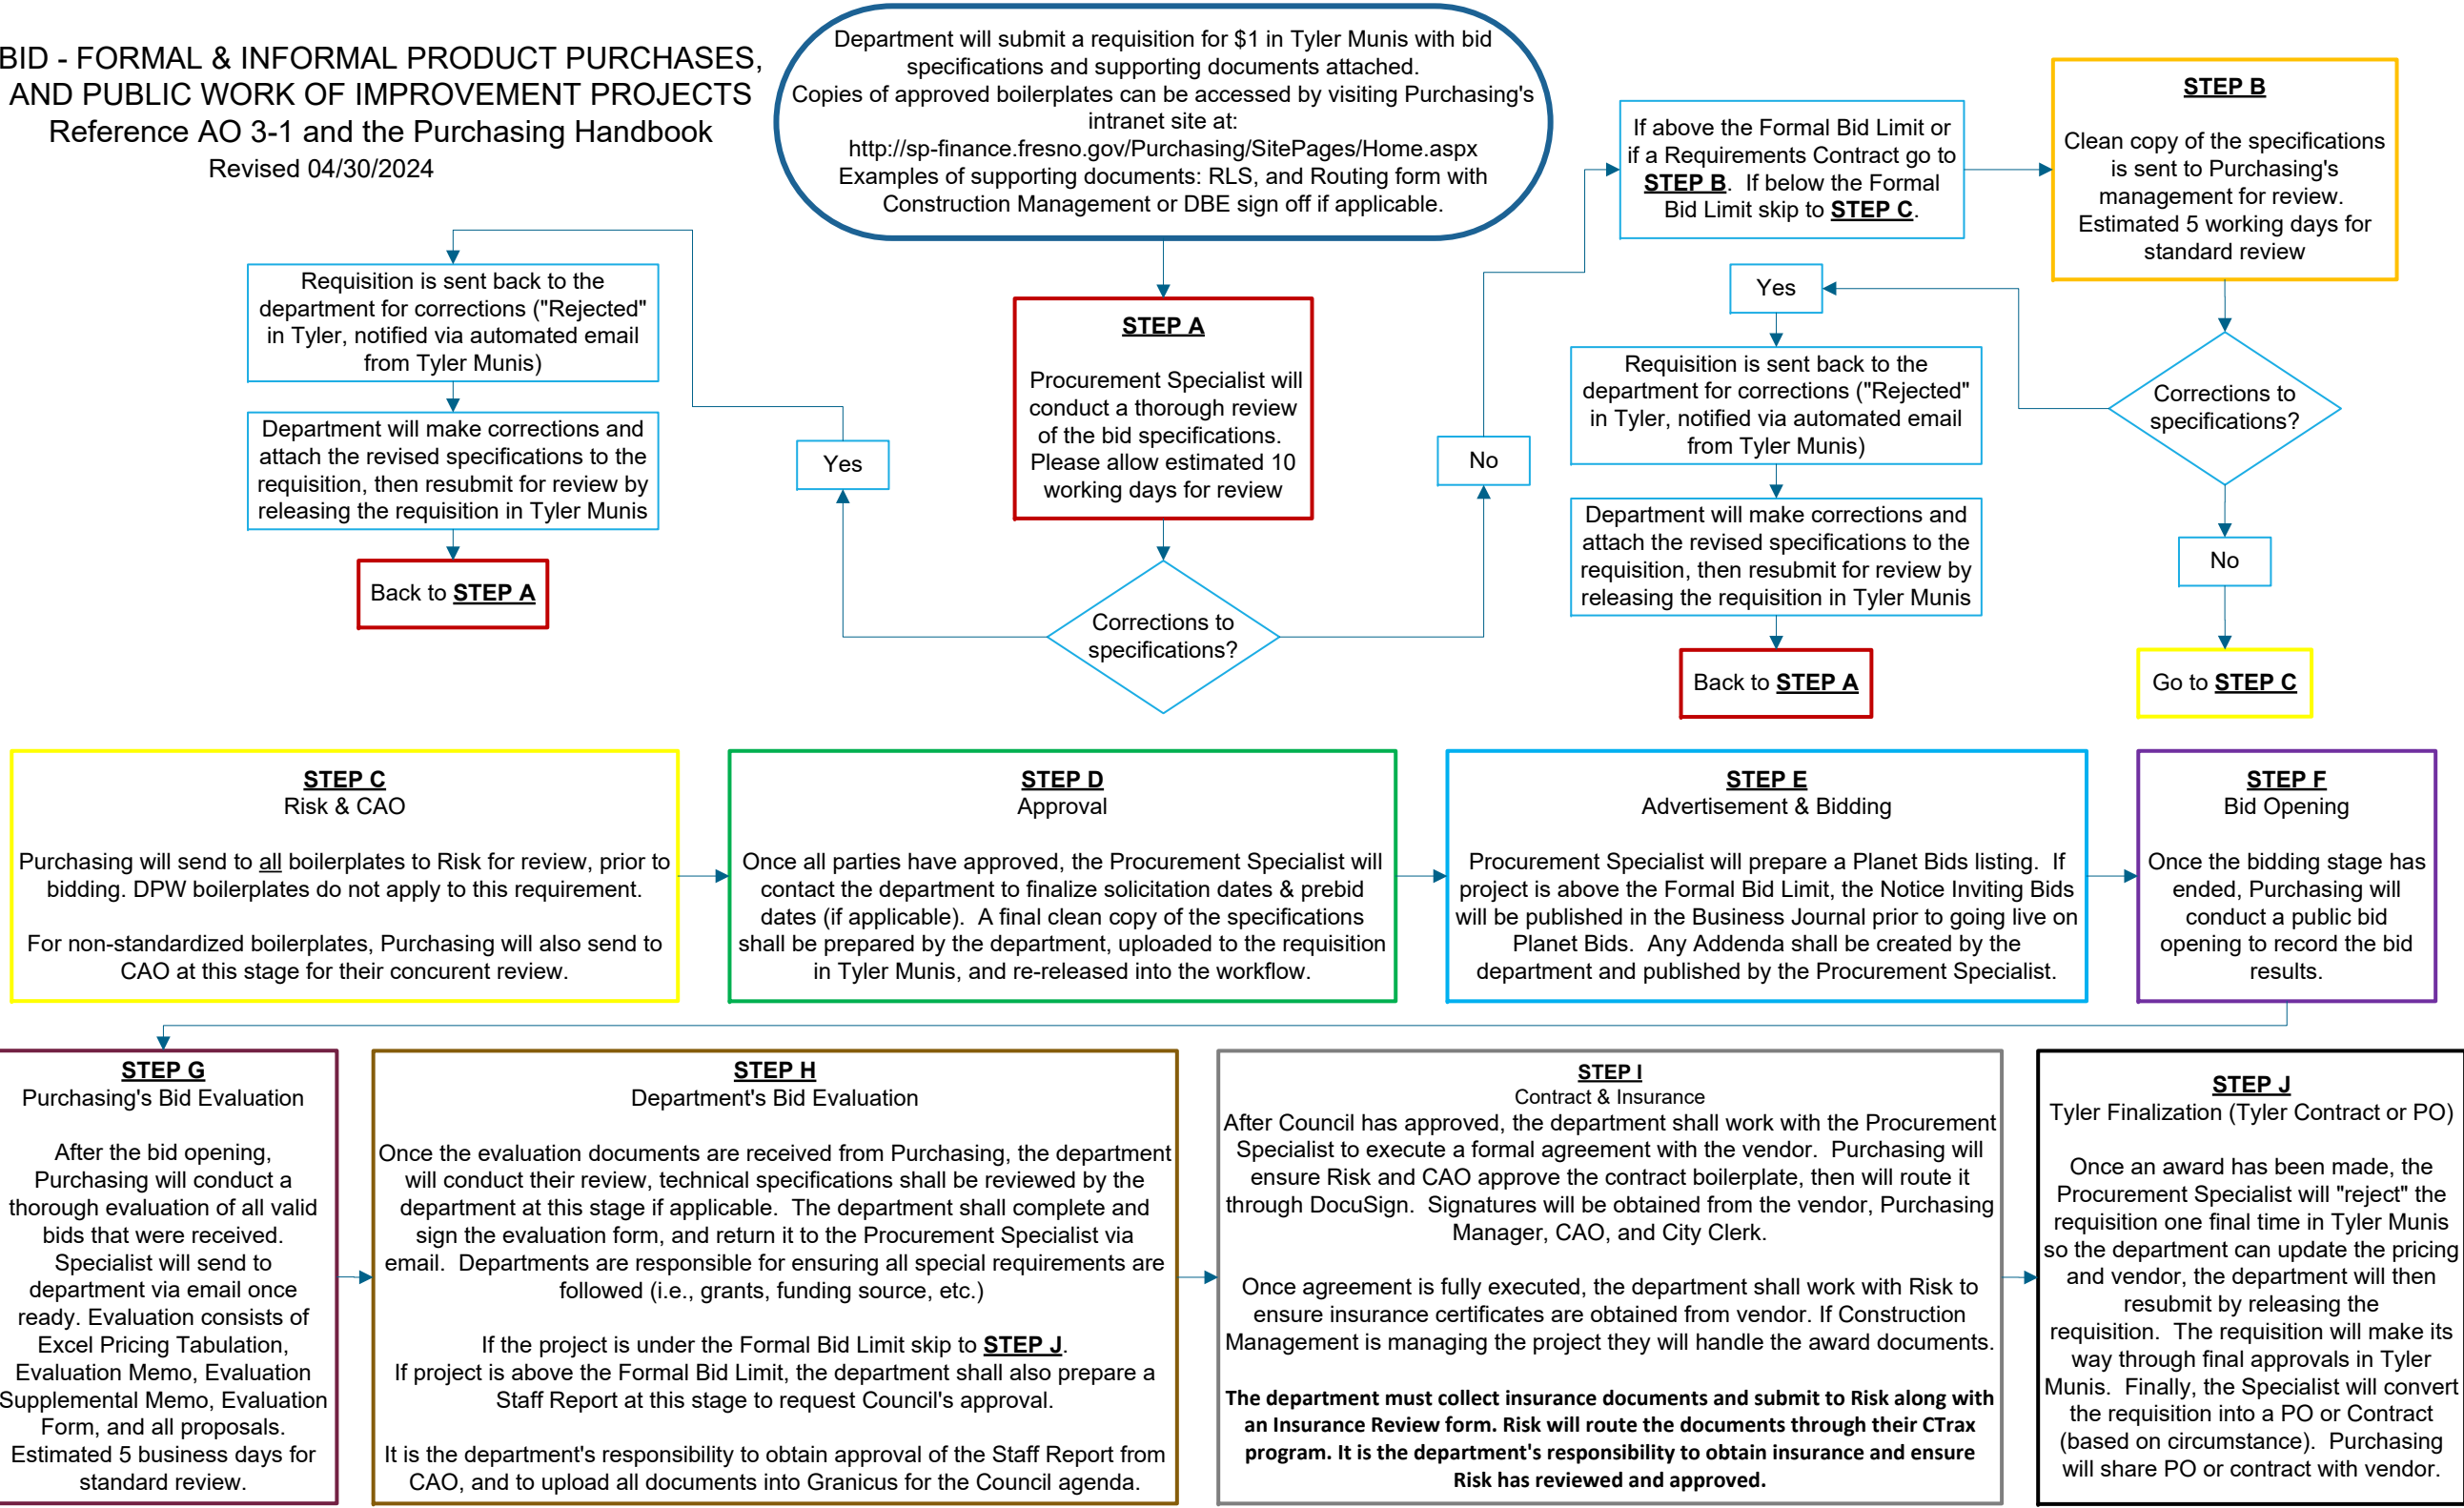 BID - FORMAL & INFORMAL PRODUCT PURCHASES,
AND PUBLIC WORK OF IMPROVEMENT PROJECTS
Reference AO 3-1 and the Purchasing Handbook
Revised 04/30/2024
Department will submit a requisition for $1 in Tyler Munis with bid
specifications and supporting documents attached.
Copies of approved boilerplates can be accessed by visiting Purchasing's
intranet site at:
http://sp-finance.fresno.gov/Purchasing/SitePages/Home.aspx
Examples of supporting documents: RLS, and Routing form with
Construction Management or DBE sign off if applicable.
STEP A
Procurement Specialist will
conduct a thorough review
of the bid specifications.
Please allow estimated 10
working days for review
Corrections to
specifications?
Yes
Requisition is sent back to the
department for corrections ("Rejected"
in Tyler, notified via automated email
from Tyler Munis)
Department will make corrections and
attach the revised specifications to the
requisition, then resubmit for review by
releasing the requisition in Tyler Munis
Back to STEP A
No
If above the Formal Bid Limit or
if a Requirements Contract go to
STEP B.  If below the Formal
Bid Limit skip to STEP C.
STEP B
Clean copy of the specifications
is sent to Purchasing's
management for review.
Estimated 5 working days for
standard review
Corrections to
specifications?
Yes
Requisition is sent back to the
department for corrections ("Rejected"
in Tyler, notified via automated email
from Tyler Munis)
Department will make corrections and
attach the revised specifications to the
requisition, then resubmit for review by
releasing the requisition in Tyler Munis
Back to STEP A
No
Go to STEP C
STEP C
Risk & CAO
Purchasing will send to all boilerplates to Risk for review, prior to
bidding. DPW boilerplates do not apply to this requirement.
For non-standardized boilerplates, Purchasing will also send to
CAO at this stage for their concurent review.
STEP D
Approval
Once all parties have approved, the Procurement Specialist will
contact the department to finalize solicitation dates & prebid
dates (if applicable).  A final clean copy of the specifications
shall be prepared by the department, uploaded to the requisition
in Tyler Munis, and re-released into the workflow.
STEP E
Advertisement & Bidding
Procurement Specialist will prepare a Planet Bids listing.  If
project is above the Formal Bid Limit, the Notice Inviting Bids
will be published in the Business Journal prior to going live on
Planet Bids.  Any Addenda shall be created by the
department and published by the Procurement Specialist.
STEP F
Bid Opening
Once the bidding stage has
ended, Purchasing will
conduct a public bid
opening to record the bid
results.
STEP G
Purchasing's Bid Evaluation
After the bid opening,
Purchasing will conduct a
thorough evaluation of all valid
bids that were received.
Specialist will send to
department via email once
ready. Evaluation consists of
Excel Pricing Tabulation,
Evaluation Memo, Evaluation
Supplemental Memo, Evaluation
Form, and all proposals.
Estimated 5 business days for
standard review.
STEP H
Department's Bid Evaluation
Once the evaluation documents are received from Purchasing, the department
will conduct their review, technical specifications shall be reviewed by the
department at this stage if applicable.  The department shall complete and
sign the evaluation form, and return it to the Procurement Specialist via
email.  Departments are responsible for ensuring all special requirements are
followed (i.e., grants, funding source, etc.)
If the project is under the Formal Bid Limit skip to STEP J.
If project is above the Formal Bid Limit, the department shall also prepare a
Staff Report at this stage to request Council's approval.
It is the department's responsibility to obtain approval of the Staff Report from
CAO, and to upload all documents into Granicus for the Council agenda.
STEP I
Contract & Insurance
After Council has approved, the department shall work with the Procurement
Specialist to execute a formal agreement with the vendor.  Purchasing will
ensure Risk and CAO approve the contract boilerplate, then will route it
through DocuSign.  Signatures will be obtained from the vendor, Purchasing
Manager, CAO, and City Clerk.
Once agreement is fully executed, the department shall work with Risk to
ensure insurance certificates are obtained from vendor. If Construction
Management is managing the project they will handle the award documents.
The department must collect insurance documents and submit to Risk along with
an Insurance Review form. Risk will route the documents through their CTrax
program. It is the department's responsibility to obtain insurance and ensure
Risk has reviewed and approved.
STEP J
Tyler Finalization (Tyler Contract or PO)
Once an award has been made, the
Procurement Specialist will "reject" the
requisition one final time in Tyler Munis
so the department can update the pricing
and vendor, the department will then
resubmit by releasing the
requisition.  The requisition will make its
way through final approvals in Tyler
Munis.  Finally, the Specialist will convert
the requisition into a PO or Contract
(based on circumstance).  Purchasing
will share PO or contract with vendor.